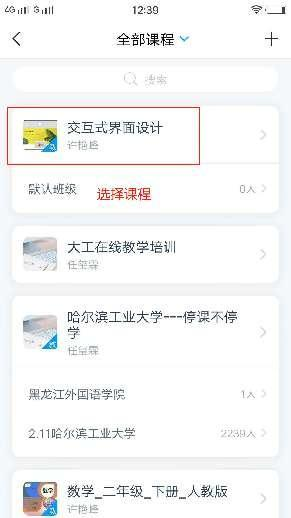 4G G 12:39
全部课程
搜索
交互式界面设计
许艳峰
默认班级 0人
选择课程
大工在线教学培训
任玺霖
哈尔滨工业大学---停课不停
学
任玺霖
黑龙江外国语学院 1人
2.11哈尔滨工业大学 2239人
数学_二年级_下册_人教版
许艳峰